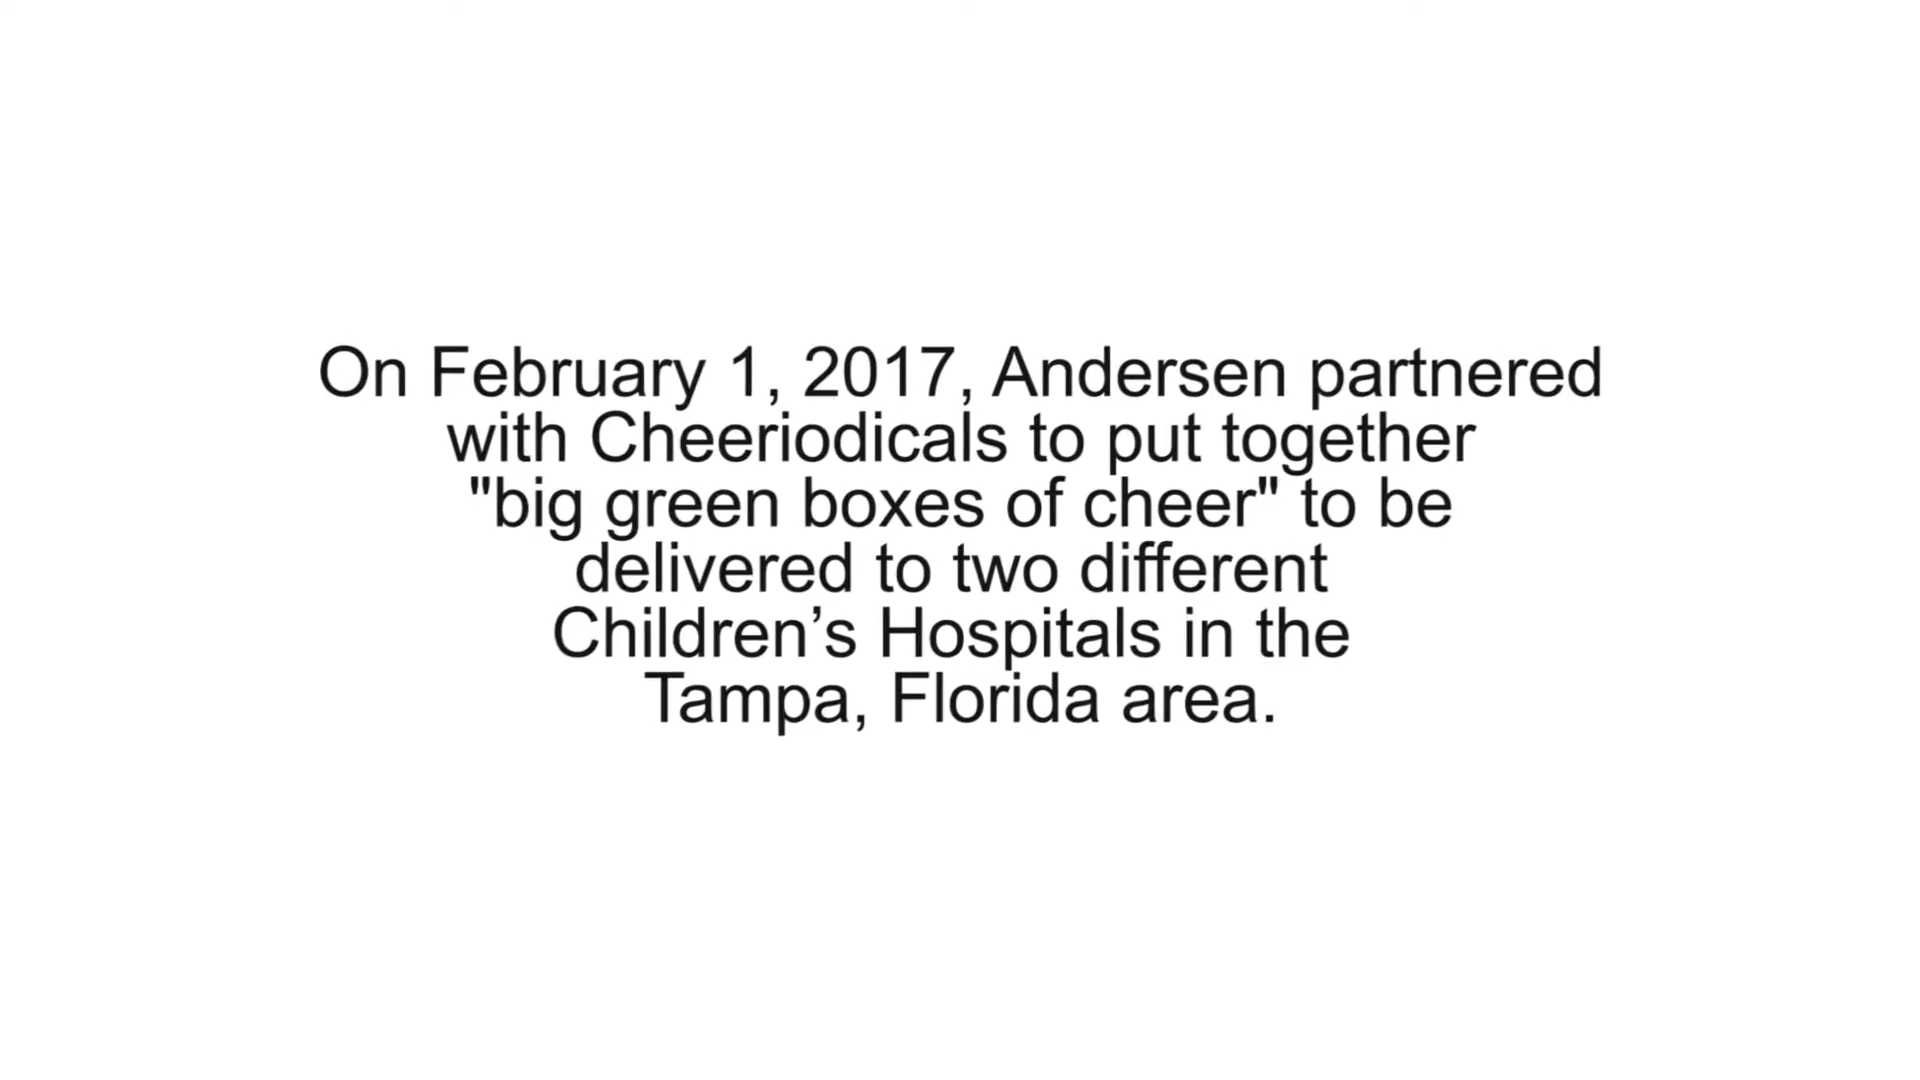 On February 1, 2017, Andersen partnered
with Cheeriodicals to put together
"big green boxes of cheer" to be
delivered to two different
Children’s Hospitals in the
Tampa, Florida area.